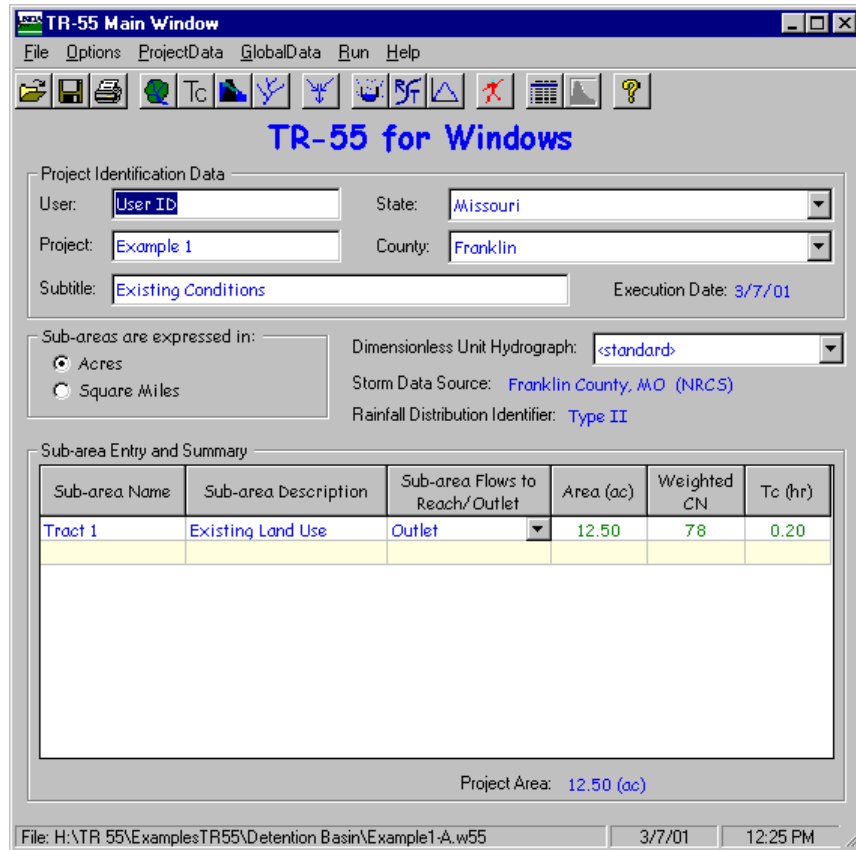 TR-55 Main Window
File Options ProjectData GlobalData Run Help
Tc
TR-55 for Windows
Project Identification Data
User: User ID State: Missouri
Project: Example 1 County: Franklin
Subtitle: Existing Conditions Execution Date: 3/7/01
Sub-areas are expressed in:
Acres
Square Miles
Dimensionless Unit Hydrograph: <standard>
Storm Data Source: Franklin County, MO (NRCS)
Rainfall Distribution Identifier: Type II
Sub-area Entry and Summary
Sub-area Name Sub-area Description Sub-area Flows to Reach/Outlet Area (ac) Weighted CN Tc (hr)
Tract 1 Existing Land Use Outlet 12.50 78 0.20
Project Area: 12.50 (ac)
File: H:\TR 55\ExamplesTR55\Detention Basin\Example1-A.w55 3/7/01 12:25 PM